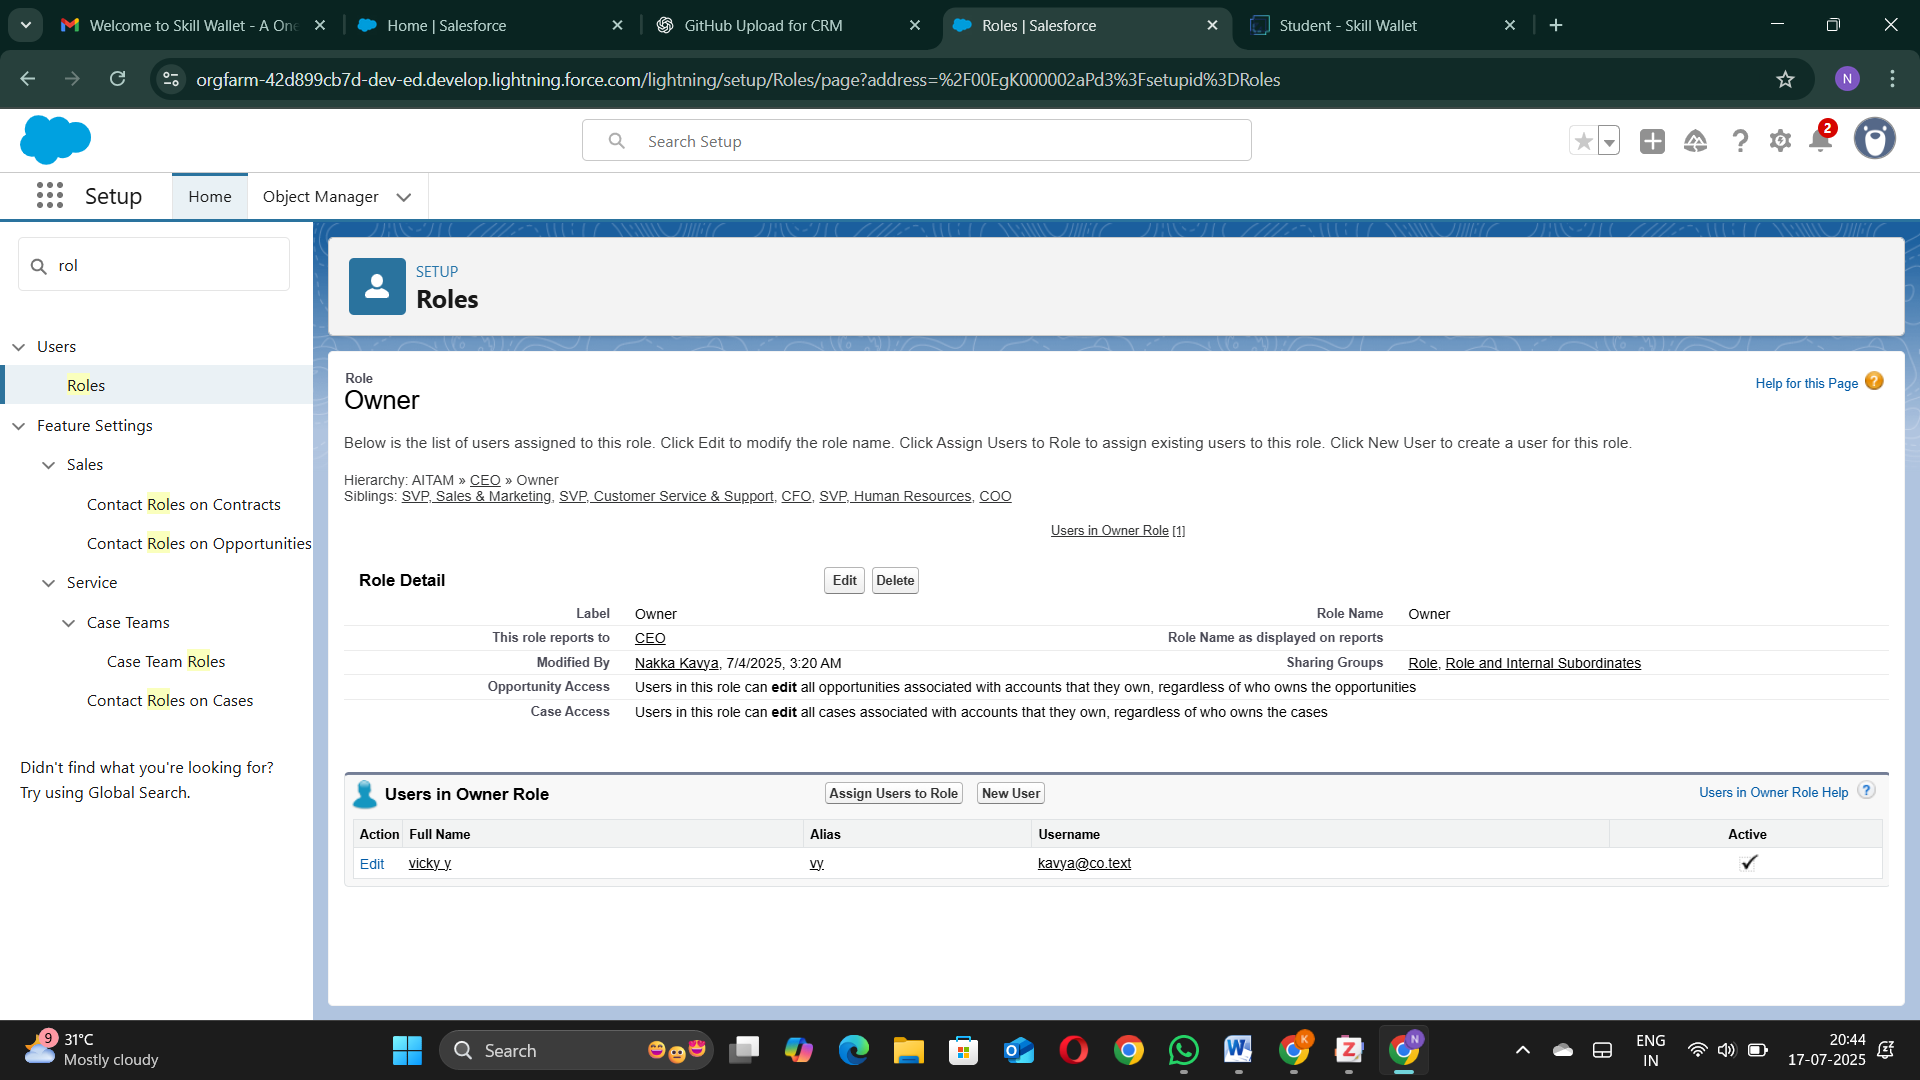 Welcome to Skill Wallet - A One
Home | Salesforce
GitHub Upload for CRM
Roles | Salesforce
Student - Skill Wallet
orgfarm-42d899cb7d-dev-ed.develop.lightning.force.com/lightning/setup/Roles/page?address=%2F00EgK000002aPd3%3Fsetupid%3DRoles
N
Search Setup
2
Setup
Home
Object Manager
rol
SETUP
Roles
Users
Roles
Feature Settings
Sales
Contact Roles on Contracts
Contact Roles on Opportunities
Service
Case Teams
Case Team Roles
Contact Roles on Cases
Didn't find what you're looking for?
Try using Global Search.
Role
Owner
Help for this Page ?
Below is the list of users assigned to this role. Click Edit to modify the role name. Click Assign Users to Role to assign existing users to this role. Click New User to create a user for this role.
Hierarchy: AITAM » CEO » Owner
Siblings: SVP, Sales & Marketing, SVP, Customer Service & Support, CFO, SVP, Human Resources, COO
Users in Owner Role [1]
Role Detail
Edit Delete
Label Owner Role Name Owner
This role reports to CEO Role Name as displayed on reports
Modified By Nakka Kavya, 7/4/2025, 3:20 AM Sharing Groups Role, Role and Internal Subordinates
Opportunity Access Users in this role can edit all opportunities associated with accounts that they own, regardless of who owns the opportunities
Case Access Users in this role can edit all cases associated with accounts that they own, regardless of who owns the cases
Users in Owner Role
Assign Users to Role New User
Users in Owner Role Help ?
Action Full Name Alias Username Active
Edit vicky y vy kavya@co.text
9
31°C
Mostly cloudy
Search
W
K
Z
N
ENG
IN
20:44
17-07-2025